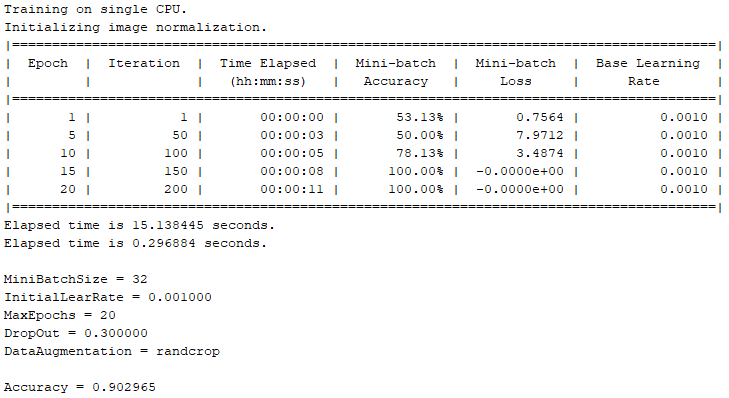 Training on single CPU.
Initializing image normalization.
|========================================================================================|
| Epoch | Iteration | Time Elapsed | Mini-batch | Mini-batch | Base Learning |
| | | (hh:mm:ss) | Accuracy | Loss | Rate |
|========================================================================================|
| 1 | 1 | 00:00:00 | 53.13% | 0.7564 | 0.0010 |
| 5 | 50 | 00:00:03 | 50.00% | 7.9712 | 0.0010 |
| 10 | 100 | 00:00:05 | 78.13% | 3.4874 | 0.0010 |
| 15 | 150 | 00:00:08 | 100.00% | -0.0000e+00 | 0.0010 |
| 20 | 200 | 00:00:11 | 100.00% | -0.0000e+00 | 0.0010 |
|========================================================================================|
Elapsed time is 15.138445 seconds.
Elapsed time is 0.296884 seconds.
MiniBatchSize = 32
InitialLearRate = 0.001000
MaxEpochs = 20
DropOut = 0.300000
DataAugmentation = randcrop
Accuracy = 0.902965